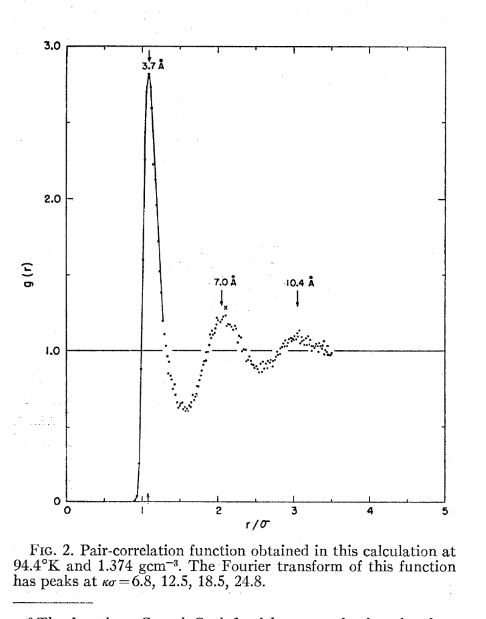 3.0
3.7 Å
2.0
g (r)
7.0 Å
x
10.4 Å
1.0
0
0 1 2 3 4 5
r/σ
FIG. 2. Pair-correlation function obtained in this calculation at
94.4°K and 1.374 gcm⁻³. The Fourier transform of this function
has peaks at κσ=6.8, 12.5, 18.5, 24.8.